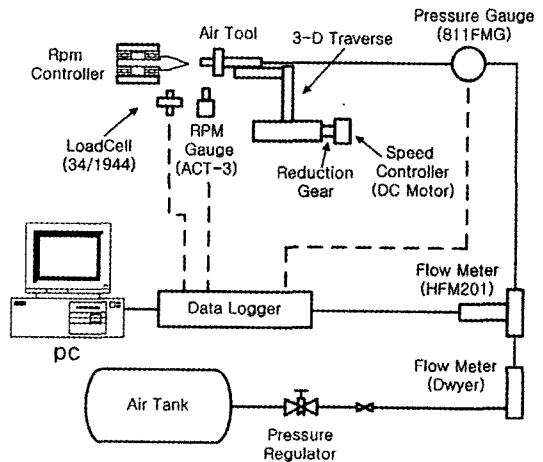 Pressure Gauge
(811FMG)
Air Tool
3-D Traverse
Rpm
Controller
LoadCell
(34/1944)
RPM
Gauge
(ACT-3)
Reduction
Gear
Speed
Controller
(DC Motor)
Flow Meter
(HFM201)
Data Logger
pc
Flow Meter
(Dwyer)
Air Tank
Pressure
Regulator